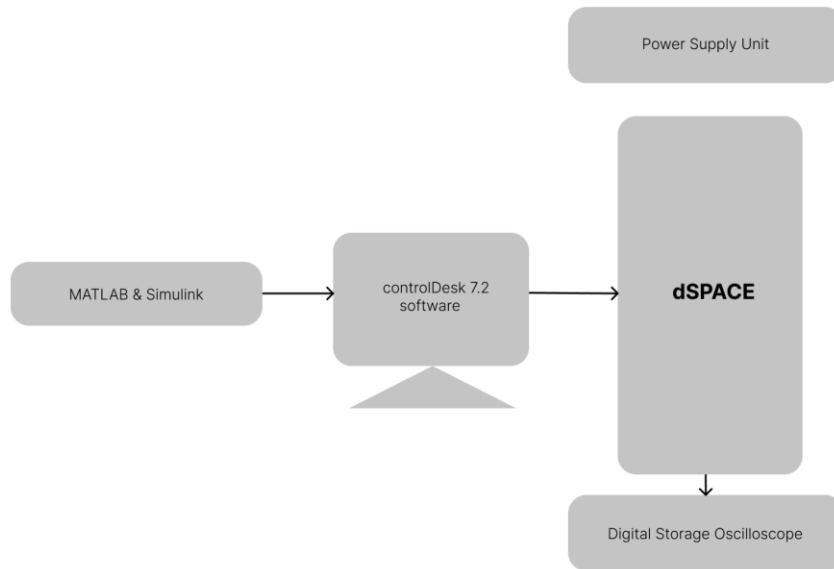 Power Supply Unit
MATLAB & Simulink
controlDesk 7.2
software
dSPACE
Digital Storage Oscilloscope